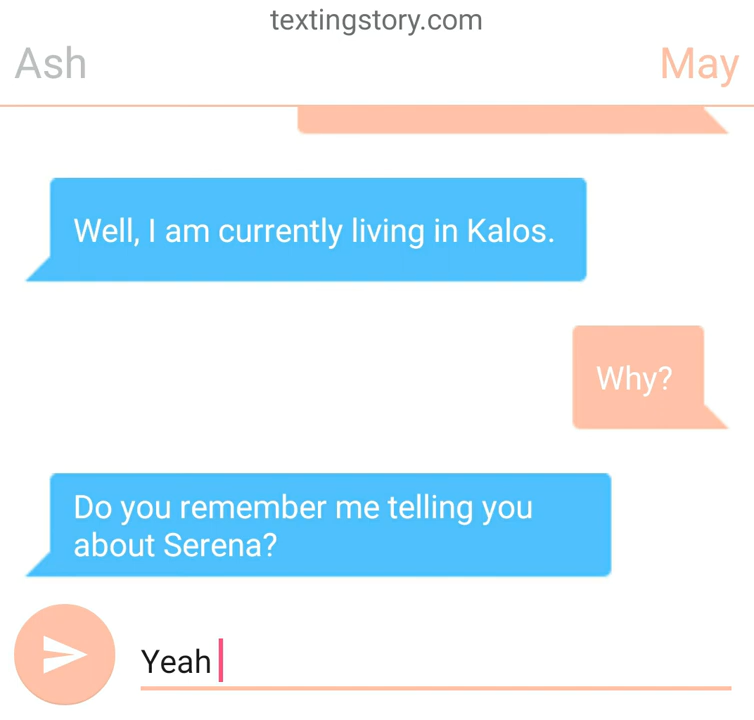 textingstory.com
Ash
May
Well, I am currently living in Kalos.
Why?
Do you remember me telling you
about Serena?
Yeah